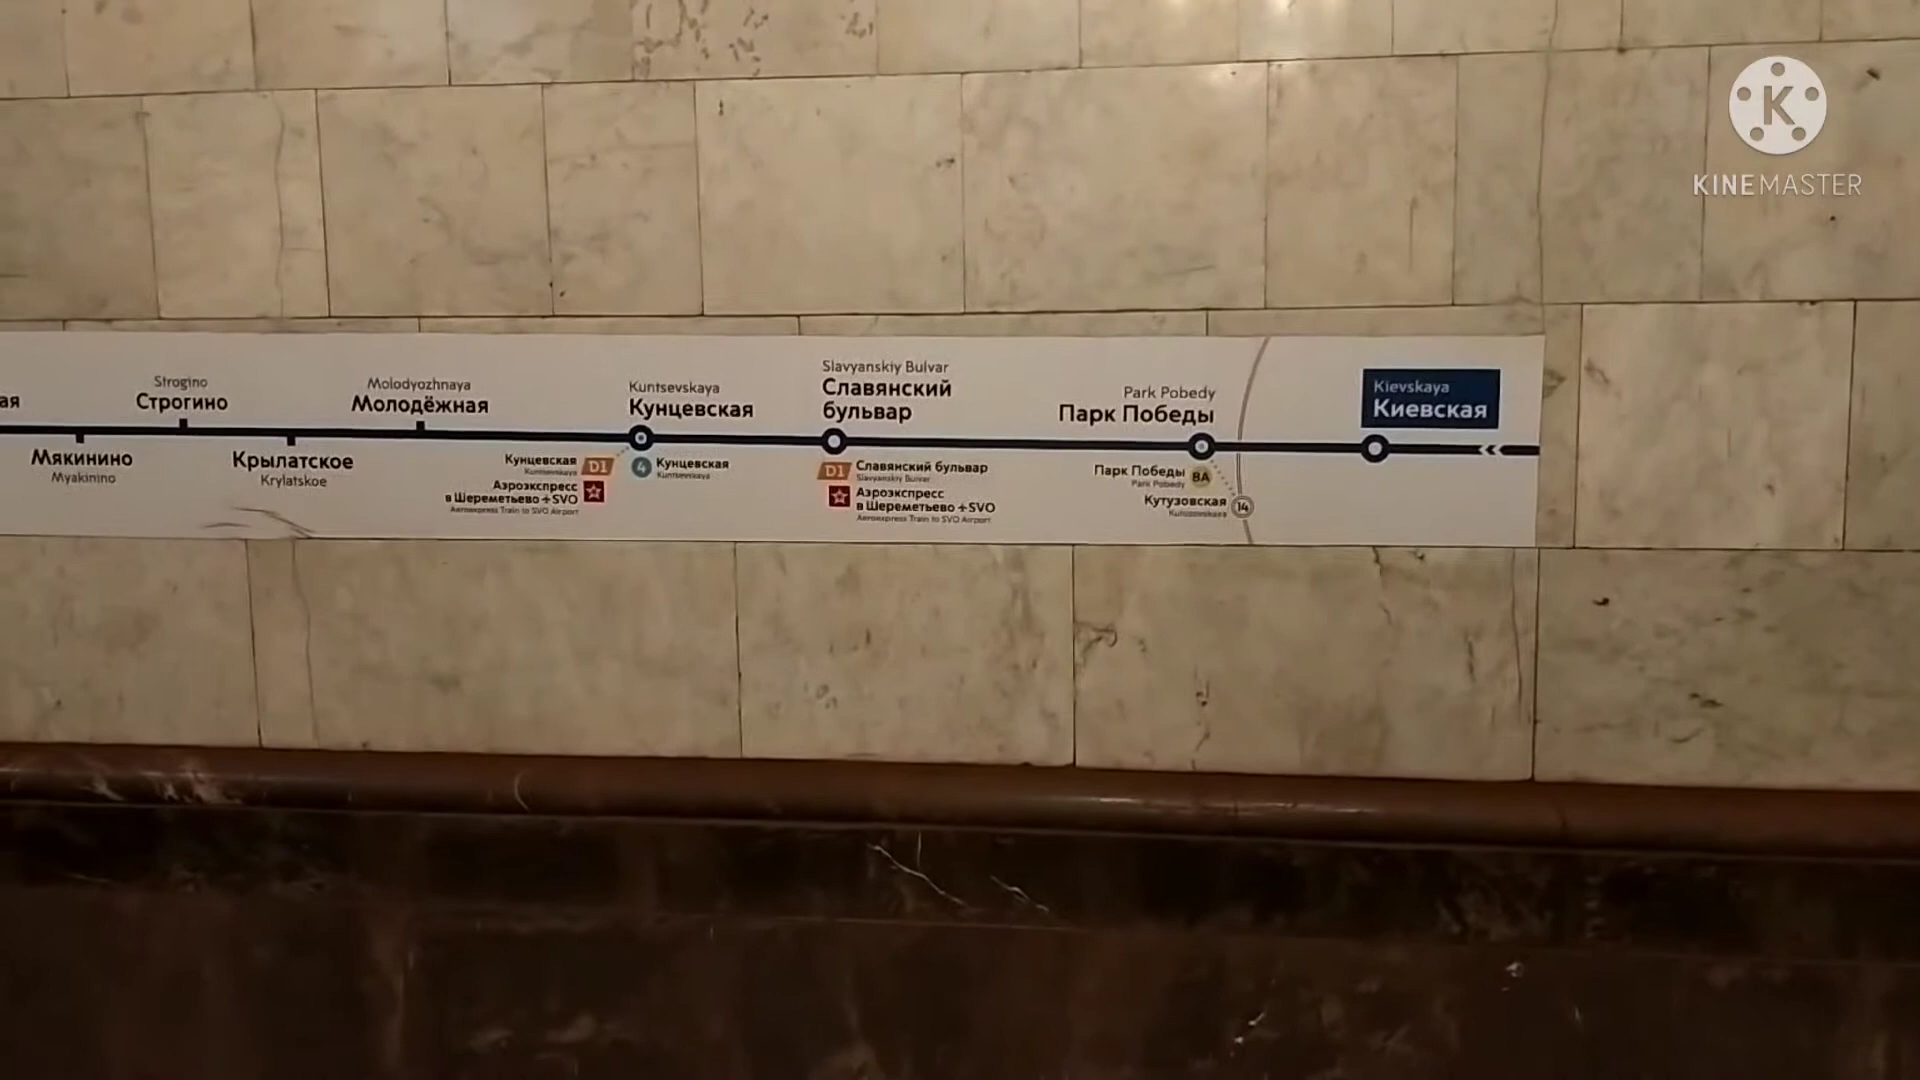 KINEMASTER
ая
Strogino
Строгино
Molodyozhnaya
Молодёжная
Kuntsevskaya
Кунцевская
Slavyanskiy Bulvar
Славянский
бульвар
Park Pobedy
Парк Победы
Kievskaya
Киевская
Мякинино
Myakinino
Крылатское
Krylatskoe
Кунцевская D1
Kuntsevskaya
Аэроэкспресс
в Шереметьево +SVO
Aeroexpress Train to SVO Airport
4 Кунцевская
Kuntsevskaya
D1 Славянский бульвар
Slavyanskiy Bulvar
Аэроэкспресс
в Шереметьево +SVO
Aeroexpress Train to SVO Airport
Парк Победы 8А
Park Pobedy
Кутузовская 14
Kutuzovskaya